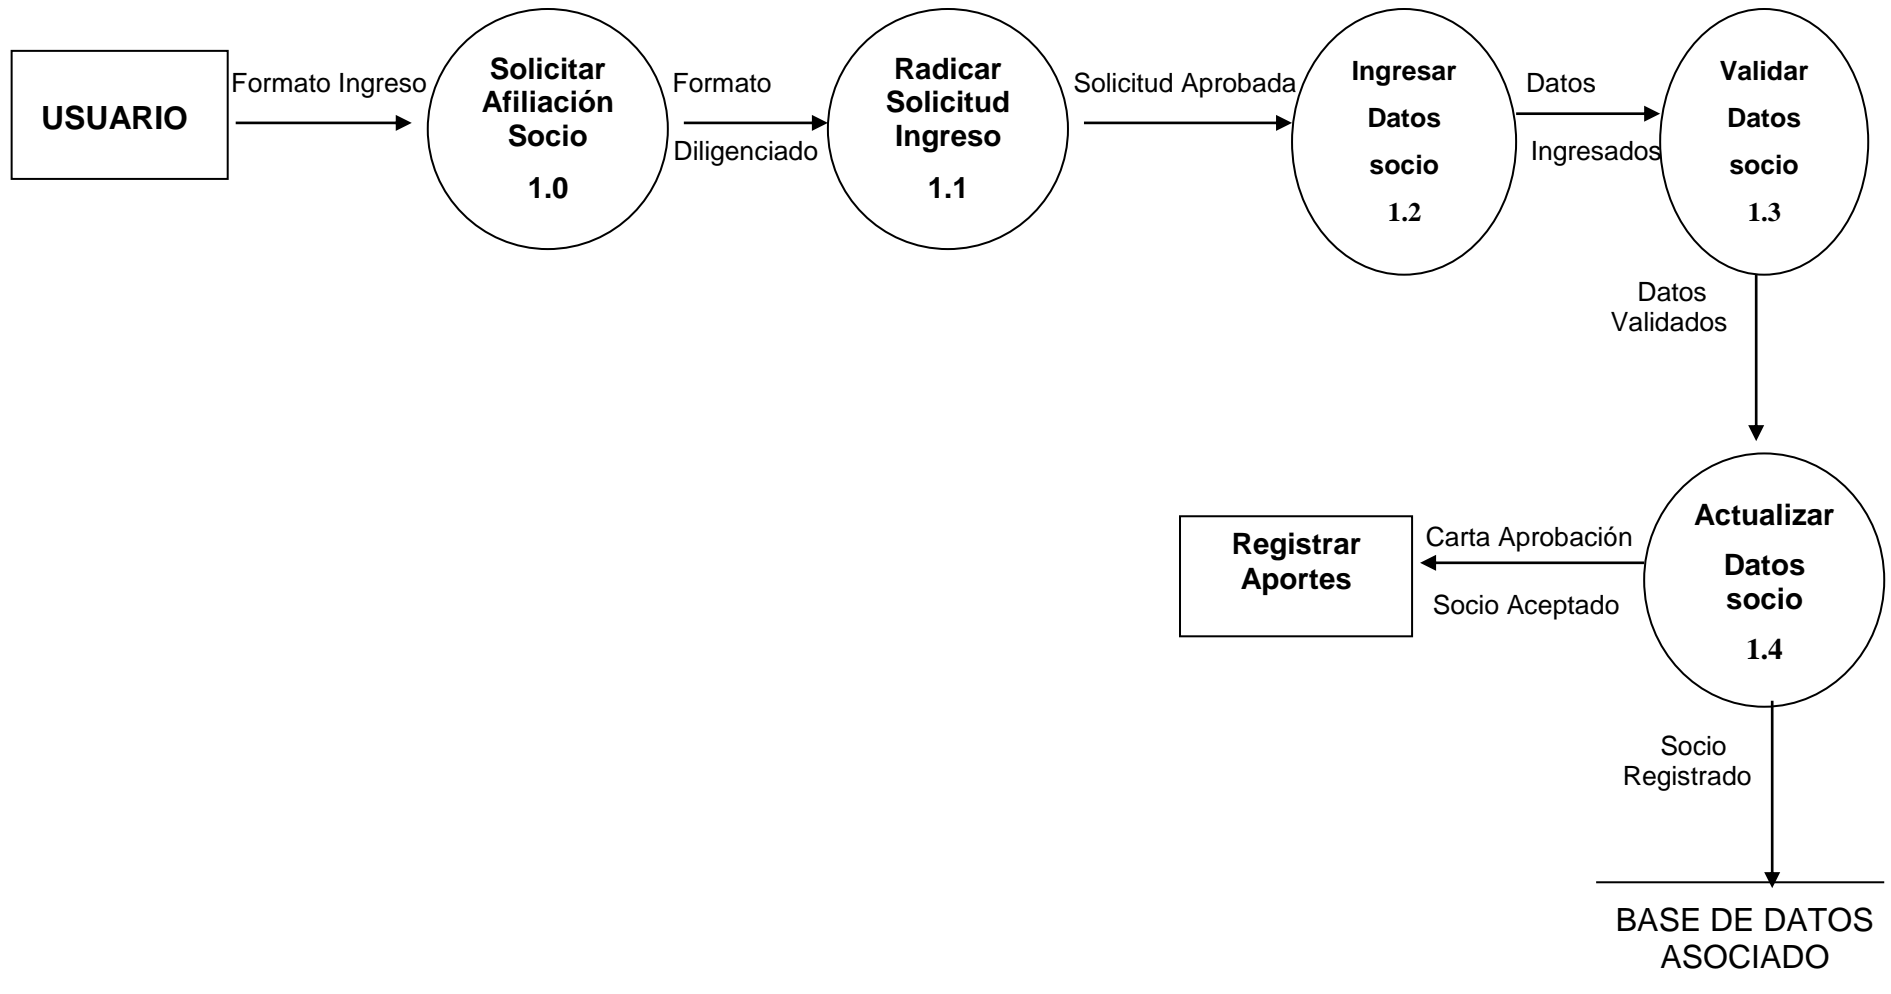 USUARIO
Formato Ingreso
Solicitar
Afiliación
Socio
1.0
Formato
Diligenciado
Radicar
Solicitud
Ingreso
1.1
Solicitud Aprobada
Ingresar
Datos
socio
1.2
Datos
Ingresados
Validar
Datos
socio
1.3
Datos
Validados
Actualizar
Datos
socio
1.4
Carta Aprobación
Socio Aceptado
Registrar
Aportes
Socio
Registrado
BASE DE DATOS
ASOCIADO